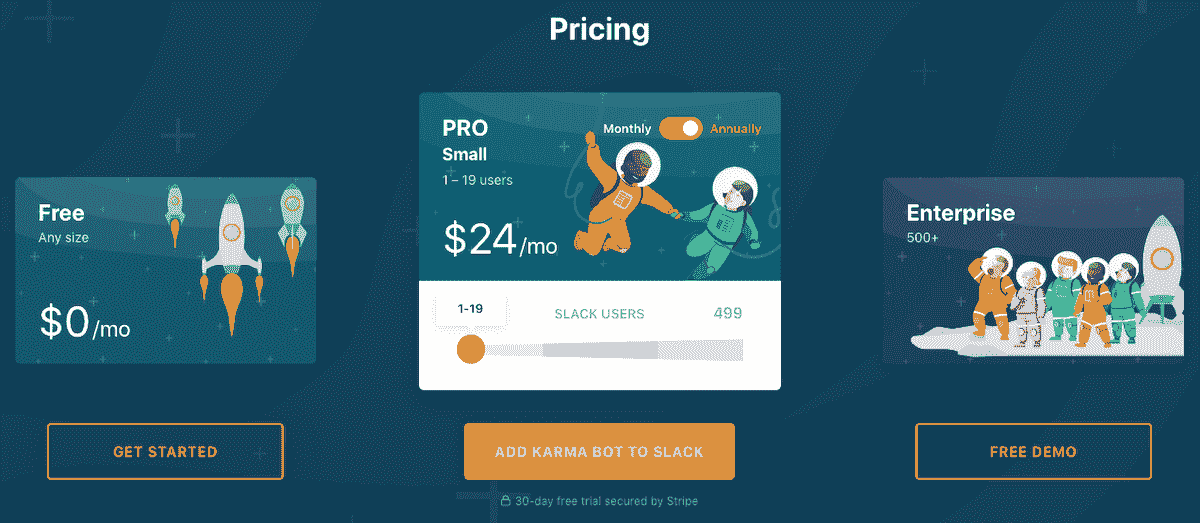 Pricing
Free
Any size
$0/mo
GET STARTED
PRO
Small
1 – 19 users
Monthly
Annually
$24/mo
1-19
SLACK USERS
499
ADD KARMA BOT TO SLACK
30-day free trial secured by Stripe
Enterprise
500+
FREE DEMO